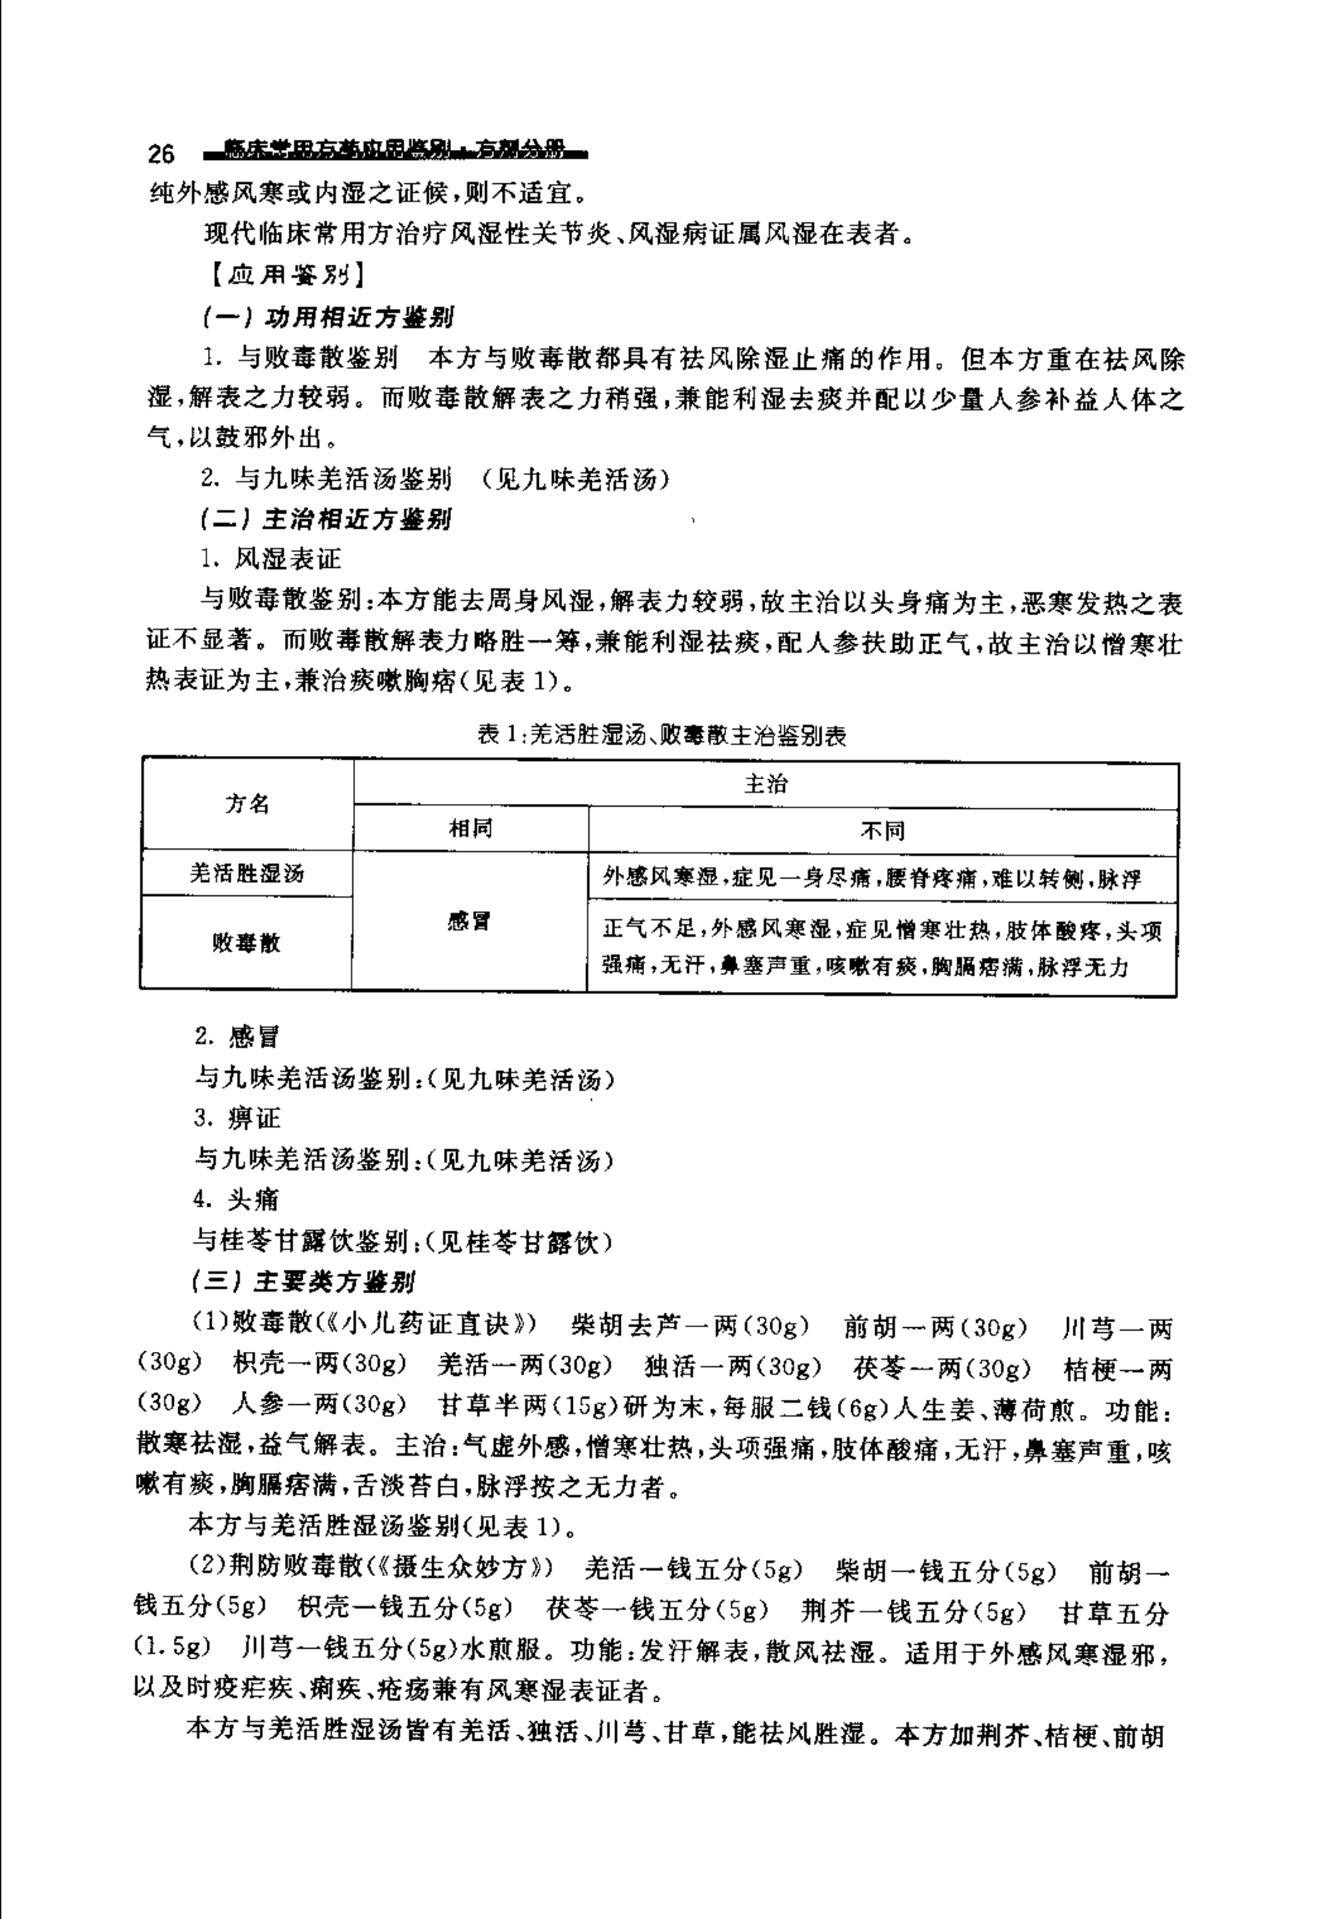 26 临床常用方药应用鉴别·方剂分册
纯外感风寒或内湿之证候,则不适宜。
现代临床常用方治疗风湿性关节炎、风湿病证属风湿在表者。
【应用鉴别】
(一)功用相近方鉴别
1. 与败毒散鉴别 本方与败毒散都具有祛风除湿止痛的作用。但本方重在祛风除
湿,解表之力较弱。而败毒散解表之力稍强,兼能利湿去痰并配以少量人参补益人体之
气,以鼓邪外出。
2. 与九味羌活汤鉴别 (见九味羌活汤)
(二)主治相近方鉴别
1. 风湿表证
与败毒散鉴别:本方能去周身风湿,解表力较弱,故主治以头身痛为主,恶寒发热之表
证不显著。而败毒散解表力略胜一筹,兼能利湿祛痰,配人参扶助正气,故主治以憎寒壮
热表证为主,兼治痰嗽胸痞(见表 1)。
表 1:羌活胜湿汤、败毒散主治鉴别表
方名 主治
相同 不同
羌活胜湿汤 外感风寒湿,症见一身尽痛,腰脊疼痛,难以转侧,脉浮
感冒
败毒散 正气不足,外感风寒湿,症见憎寒壮热,肢体酸疼,头项
强痛,无汗,鼻塞声重,咳嗽有痰,胸膈痞满,脉浮无力
2. 感冒
与九味羌活汤鉴别:(见九味羌活汤)
3. 痹证
与九味羌活汤鉴别:(见九味羌活汤)
4. 头痛
与桂苓甘露饮鉴别:(见桂苓甘露饮)
(三)主要类方鉴别
(1)败毒散(《小儿药证直诀》) 柴胡去芦一两(30g) 前胡一两(30g) 川芎一两
(30g) 枳壳一两(30g) 羌活一两(30g) 独活一两(30g) 茯苓一两(30g) 桔梗一两
(30g) 人参一两(30g) 甘草半两(15g)研为末,每服二钱(6g)人生姜、薄荷煎。功能:
散寒祛湿,益气解表。主治:气虚外感,憎寒壮热,头项强痛,肢体酸痛,无汗,鼻塞声重,咳
嗽有痰,胸膈痞满,舌淡苔白,脉浮按之无力者。
本方与羌活胜湿汤鉴别(见表 1)。
(2)荆防败毒散(《摄生众妙方》) 羌活一钱五分(5g) 柴胡一钱五分(5g) 前胡一
钱五分(5g) 枳壳一钱五分(5g) 茯苓一钱五分(5g) 荆芥一钱五分(5g) 甘草五分
(1.5g) 川芎一钱五分(5g)水煎服。功能:发汗解表,散风祛湿。适用于外感风寒湿邪,
以及时疫疟疾、痢疾、疮疡兼有风寒湿表证者。
本方与羌活胜湿汤皆有羌活、独活、川芎、甘草,能祛风胜湿。本方加荆芥、桔梗、前胡